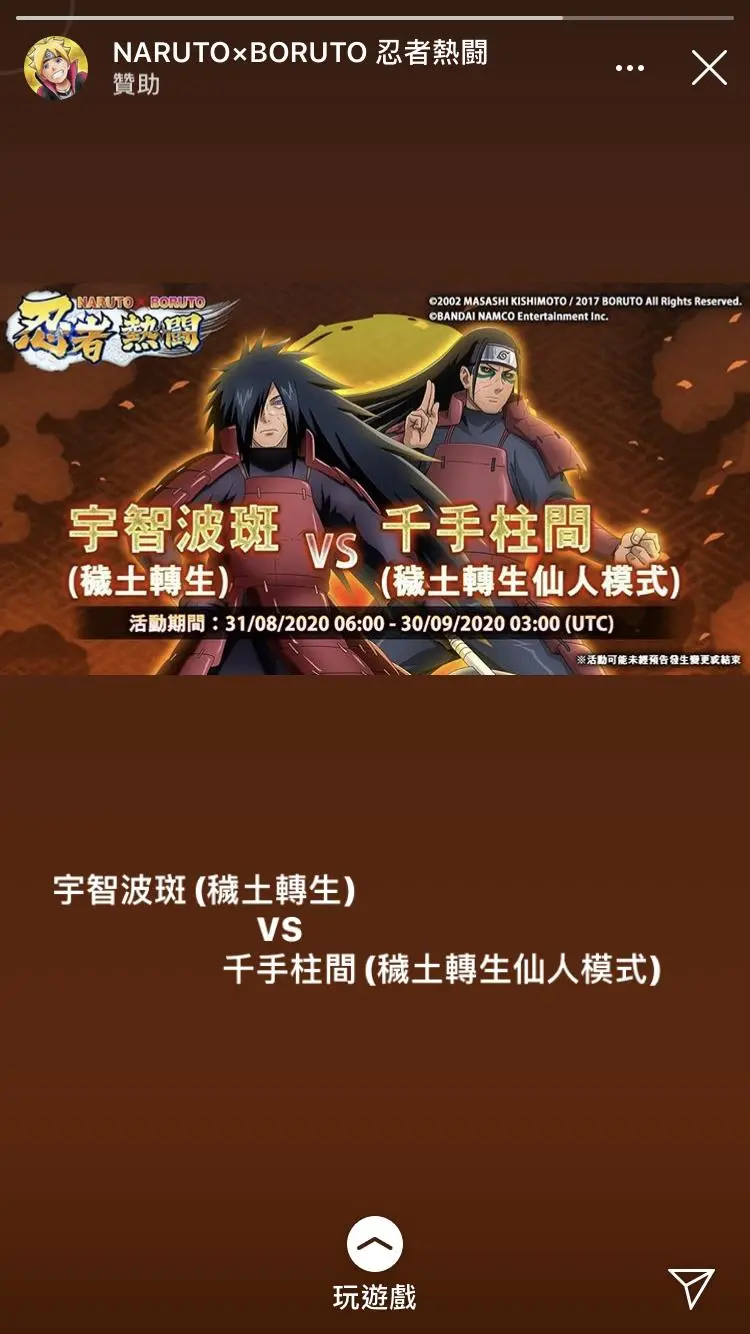 NARUTO×BORUTO 忍者熱鬪
贊助
NARUTO × BORUTO
忍者熱鬪
©2002 MASASHI KISHIMOTO / 2017 BORUTO All Rights Reserved.
©BANDAI NAMCO Entertainment Inc.
宇智波斑 VS 千手柱間
(穢土轉生) (穢土轉生仙人模式)
活動期間：31/08/2020 06:00 - 30/09/2020 03:00 (UTC)
※活動可能未經預告發生變更或結束
宇智波斑 (穢土轉生)
VS
千手柱間 (穢土轉生仙人模式)
玩遊戲